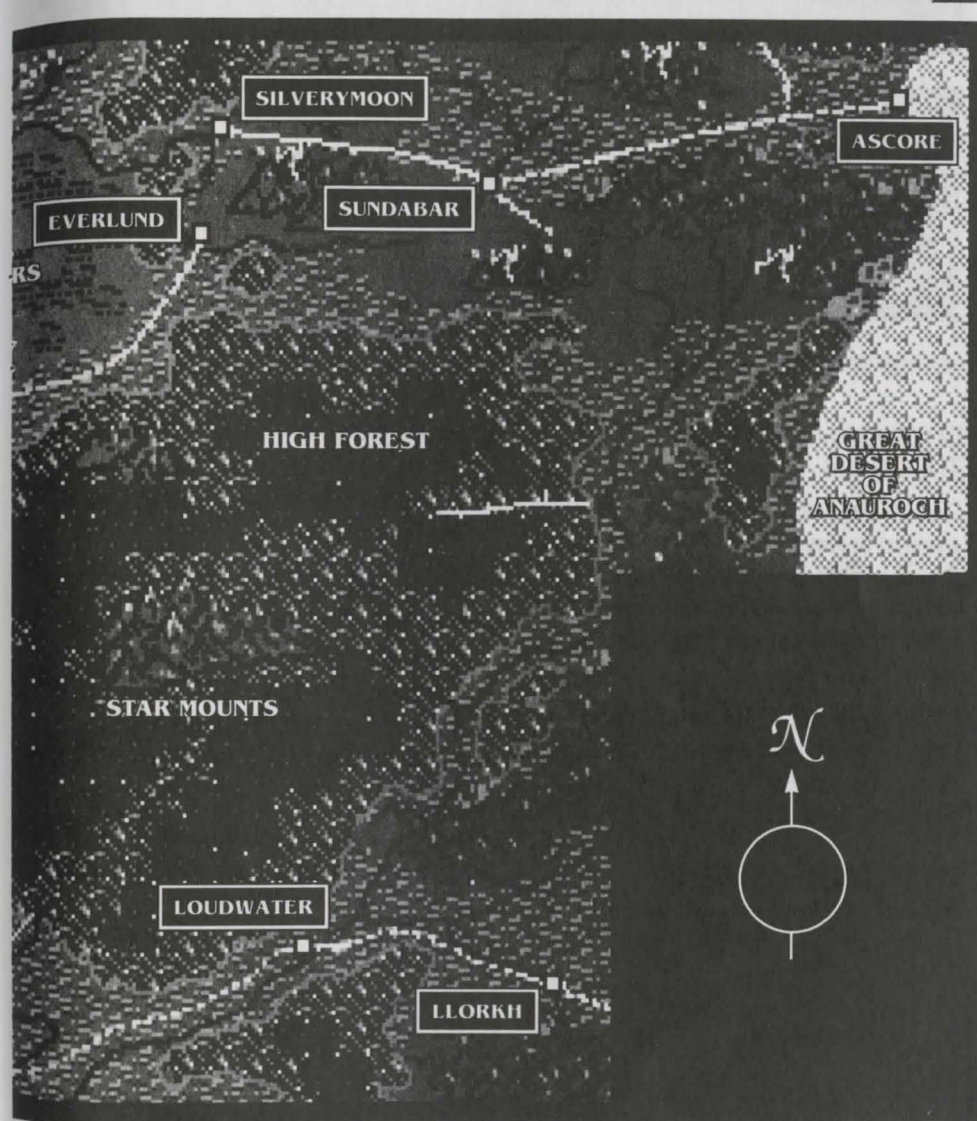 SILVERYMOON
ASCORE
EVERLUND
SUNDABAR
RS
HIGH FOREST
GREAT
DESERT
OF
ANAUROCH
STAR MOUNTS
N
LOUDWATER
LLORKH